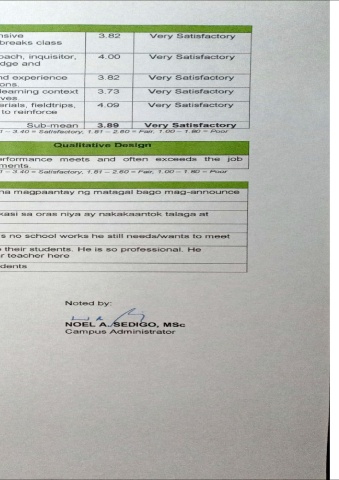 nsive 3.82 Very Satisfactory
breaks class
oach, inquisitor, 4.00 Very Satisfactory
dge and
nd experience 3.82 Very Satisfactory
ons.
learning context 3.73 Very Satisfactory
ves.
terials, fieldtrips, 4.09 Very Satisfactory
to reinforce
Sub-mean 3.89 Very Satisfactory
1 – 3.40 = Satisfactory, 1.81 – 2.60 = Fair, 1.00 – 1.80 = Poor
Qualitative Design
erformance meets and often exceeds the job
ments.
1 – 3.40 = Satisfactory, 1.81 – 2.60 = Fair, 1.00 – 1.80 = Poor
na magpaantay ng matagal bago mag-announce
kasi sa oras niya ay nakakaantok talaga at
s no school works he still needs/wants to meet
their students. He is so professional. He
r teacher here
dents
Noted by:
NOEL A. SEDIGO, MSc
Campus Administrator